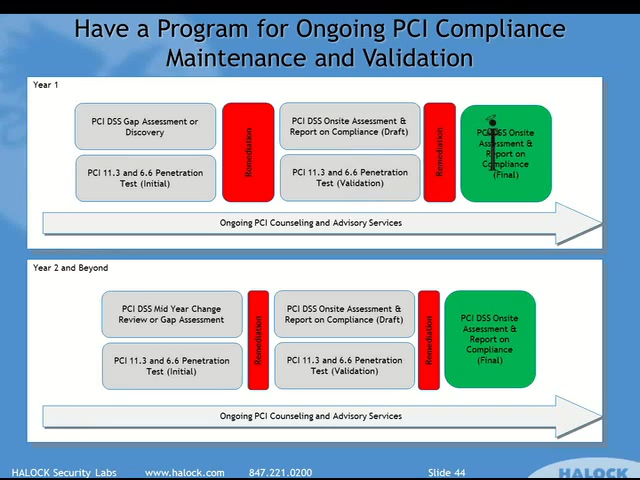 Have a Program for Ongoing PCI Compliance
Maintenance and Validation
Year 1
PCI DSS Gap Assessment or
Discovery
PCI 11.3 and 6.6 Penetration
Test (Initial)
Remediation
PCI DSS Onsite Assessment &
Report on Compliance (Draft)
PCI 11.3 and 6.6 Penetration
Test (Validation)
Remediation
PCI DSS Onsite
Assessment &
Report on
Compliance
(Final)
Ongoing PCI Counseling and Advisory Services
Year 2 and Beyond
PCI DSS Mid Year Change
Review or Gap Assessment
PCI 11.3 and 6.6 Penetration
Test (Initial)
Remediation
PCI DSS Onsite Assessment &
Report on Compliance (Draft)
PCI 11.3 and 6.6 Penetration
Test (Validation)
Remediation
PCI DSS Onsite
Assessment &
Report on
Compliance
(Final)
Ongoing PCI Counseling and Advisory Services
HALOCK Security Labs www.halock.com 847.221.0200 Slide 44
HALOCK